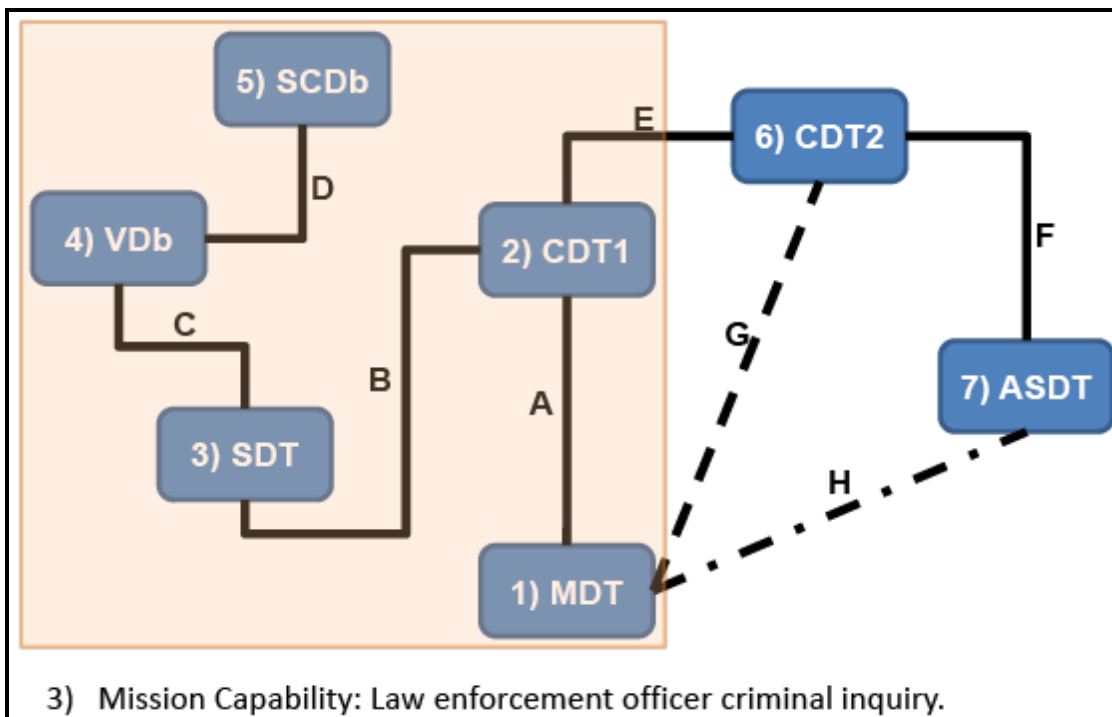 5) SCDb
E
6) CDT2
D
4) VDb
2) CDT1
F
C
G
B
A
7) ASDT
3) SDT
H
1) MDT
3) Mission Capability: Law enforcement officer criminal inquiry.